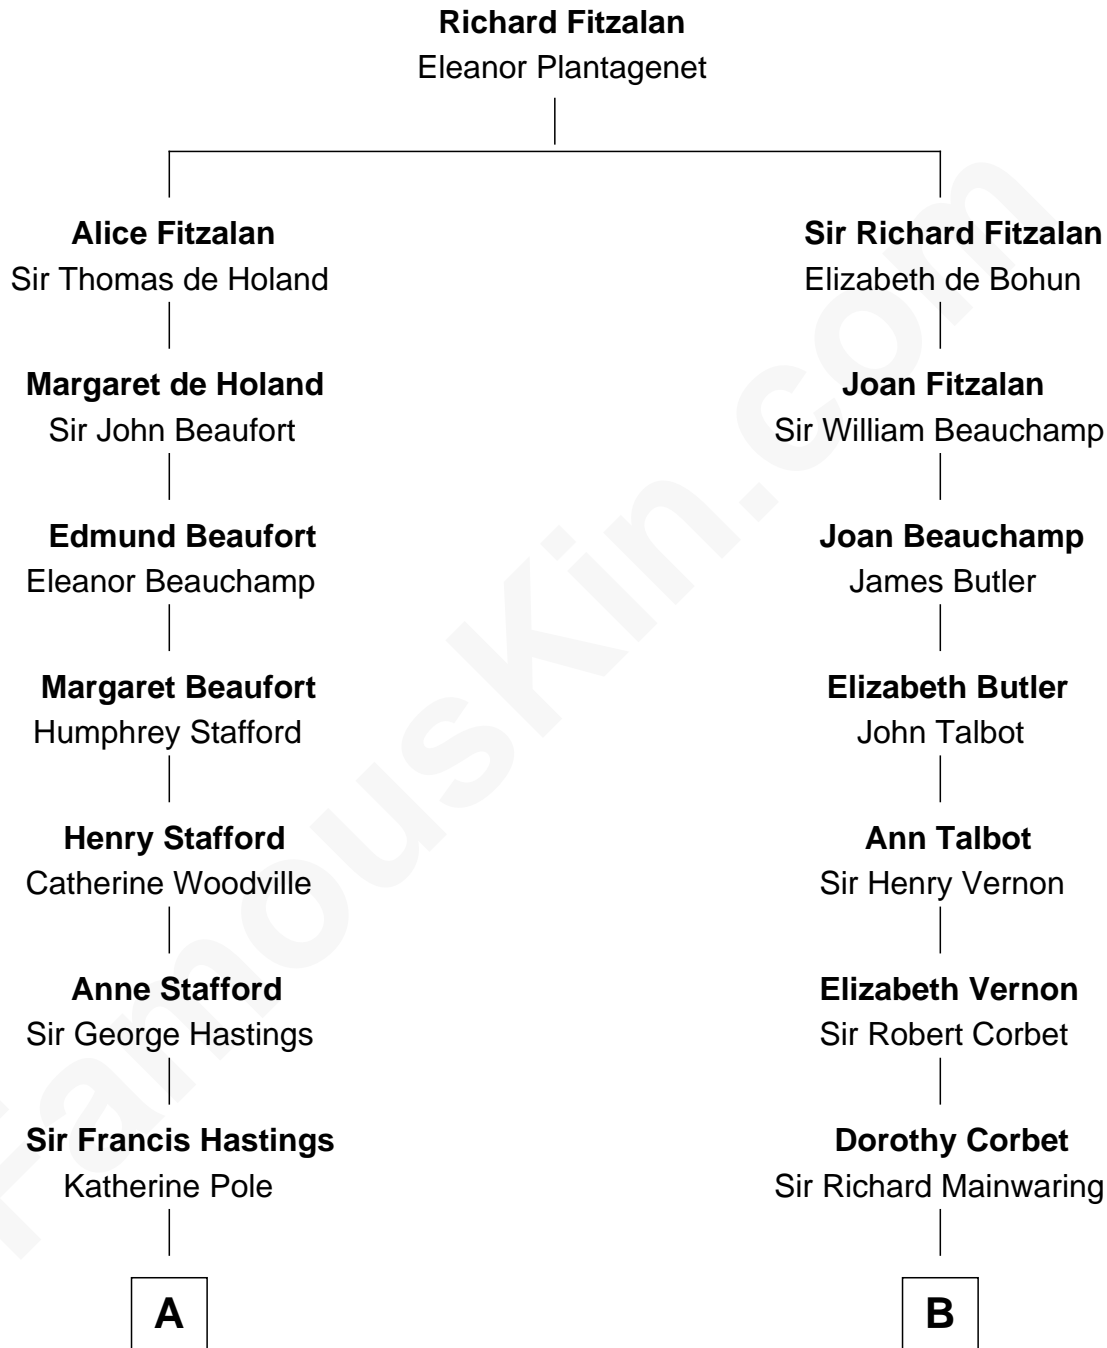 Richard Fitzalan
Eleanor Plantagenet
Alice Fitzalan
Sir Thomas de Holand
Sir Richard Fitzalan
Elizabeth de Bohun
Margaret de Holand
Sir John Beaufort
Joan Fitzalan
Sir William Beauchamp
Edmund Beaufort
Eleanor Beauchamp
Joan Beauchamp
James Butler
Margaret Beaufort
Humphrey Stafford
Elizabeth Butler
John Talbot
Henry Stafford
Catherine Woodville
Ann Talbot
Sir Henry Vernon
Anne Stafford
Sir George Hastings
Elizabeth Vernon
Sir Robert Corbet
Sir Francis Hastings
Katherine Pole
Dorothy Corbet
Sir Richard Mainwaring
A
B
FamousKin.com